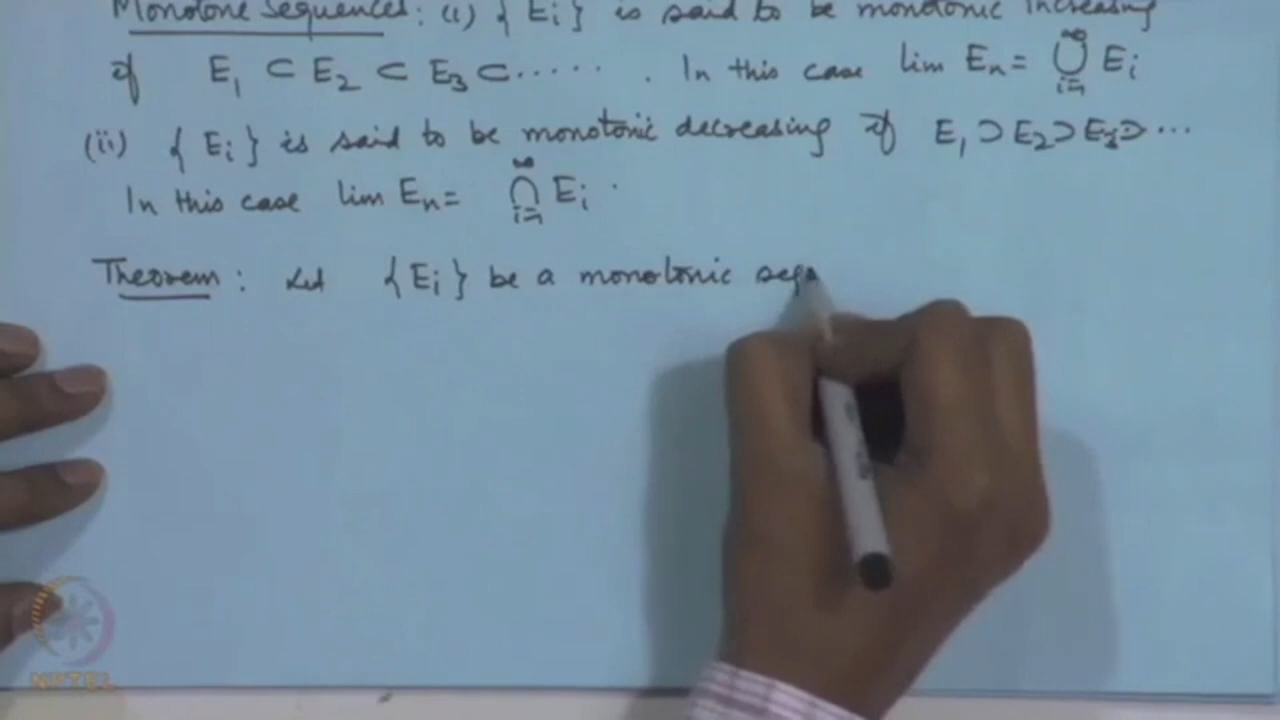 Monotone Sequences: (i) { Ei } is said to be monotonic increasing
if E1 ⊂ E2 ⊂ E3 ⊂ ...... . In this case lim En = ∞∪i=1 Ei
(ii) { Ei } is said to be monotonic decreasing if E1 ⊃ E2 ⊃ E3 ⊃ ...
In this case lim En = ∞∩i=1 Ei .
Theorem : Let { Ei } be a monotonic seq
NPTEL